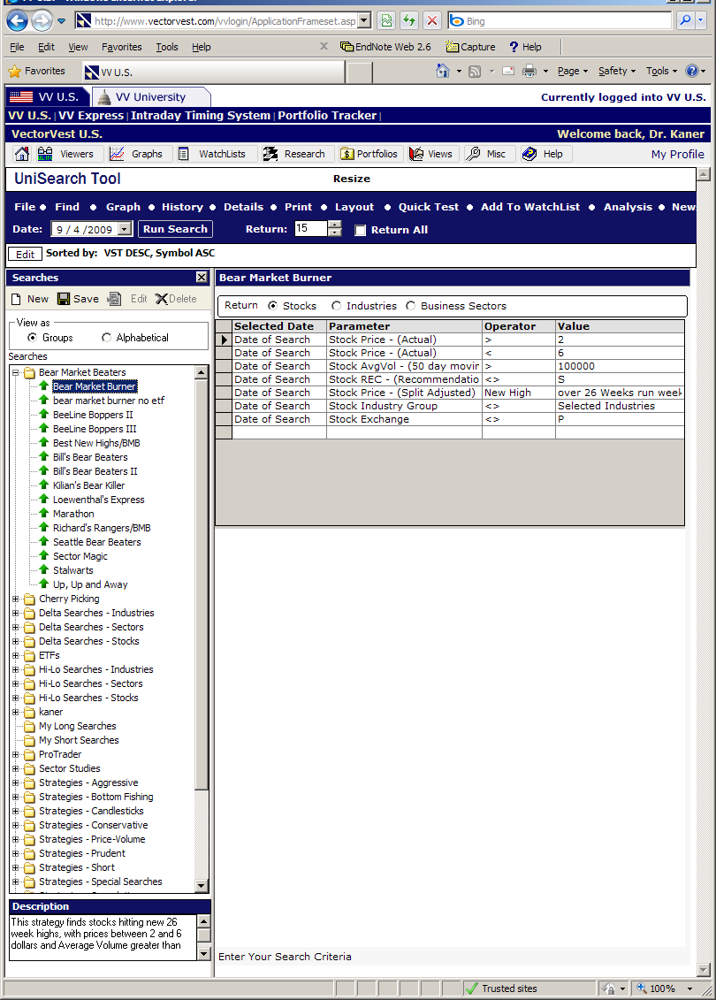 http://www.vectorvest.com/vvlogin/ApplicationFrameset.asp
Bing
File Edit View Favorites Tools Help
EndNote Web 2.6 Capture Help
Favorites VV U.S.
Page Safety Tools
VV U.S. VV University
Currently logged into VV U.S.
VV U.S. | VV Express | Intraday Timing System | Portfolio Tracker |
VectorVest U.S. Welcome back, Dr. Kaner
Viewers Graphs WatchLists Research Portfolios Views Misc Help My Profile
UniSearch Tool Resize
File Find Graph History Details Print Layout Quick Test Add To WatchList Analysis New
Date: 9 / 4 /2009 Run Search Return: 15 Return All
Edit Sorted by: VST DESC, Symbol ASC
Searches
New Save Edit Delete
View as
Groups Alphabetical
Searches
Bear Market Beaters
Bear Market Burner
bear market burner no etf
BeeLine Boppers II
BeeLine Boppers III
Best New Highs/BMB
Bill's Bear Beaters
Bill's Bear Beaters II
Kilian's Bear Killer
Loewenthal's Express
Marathon
Richard's Rangers/BMB
Seattle Bear Beaters
Sector Magic
Stalwarts
Up, Up and Away
Cherry Picking
Delta Searches - Industries
Delta Searches - Sectors
Delta Searches - Stocks
ETFs
Hi-Lo Searches - Industries
Hi-Lo Searches - Sectors
Hi-Lo Searches - Stocks
kaner
My Long Searches
My Short Searches
ProTrader
Sector Studies
Strategies - Aggressive
Strategies - Bottom Fishing
Strategies - Candlesticks
Strategies - Conservative
Strategies - Price-Volume
Strategies - Prudent
Strategies - Short
Strategies - Special Searches
Description
This strategy finds stocks hitting new 26
week highs, with prices between 2 and 6
dollars and Average Volume greater than
Bear Market Burner
Return Stocks Industries Business Sectors
Selected Date Parameter Operator Value
Date of Search Stock Price - (Actual) > 2
Date of Search Stock Price - (Actual) < 6
Date of Search Stock AvgVol - (50 day movin > 100000
Date of Search Stock REC - (Recommendatio <> S
Date of Search Stock Price - (Split Adjusted) New High over 26 Weeks run week
Date of Search Stock Industry Group <> Selected Industries
Date of Search Stock Exchange <> P
Enter Your Search Criteria
Trusted sites 100%